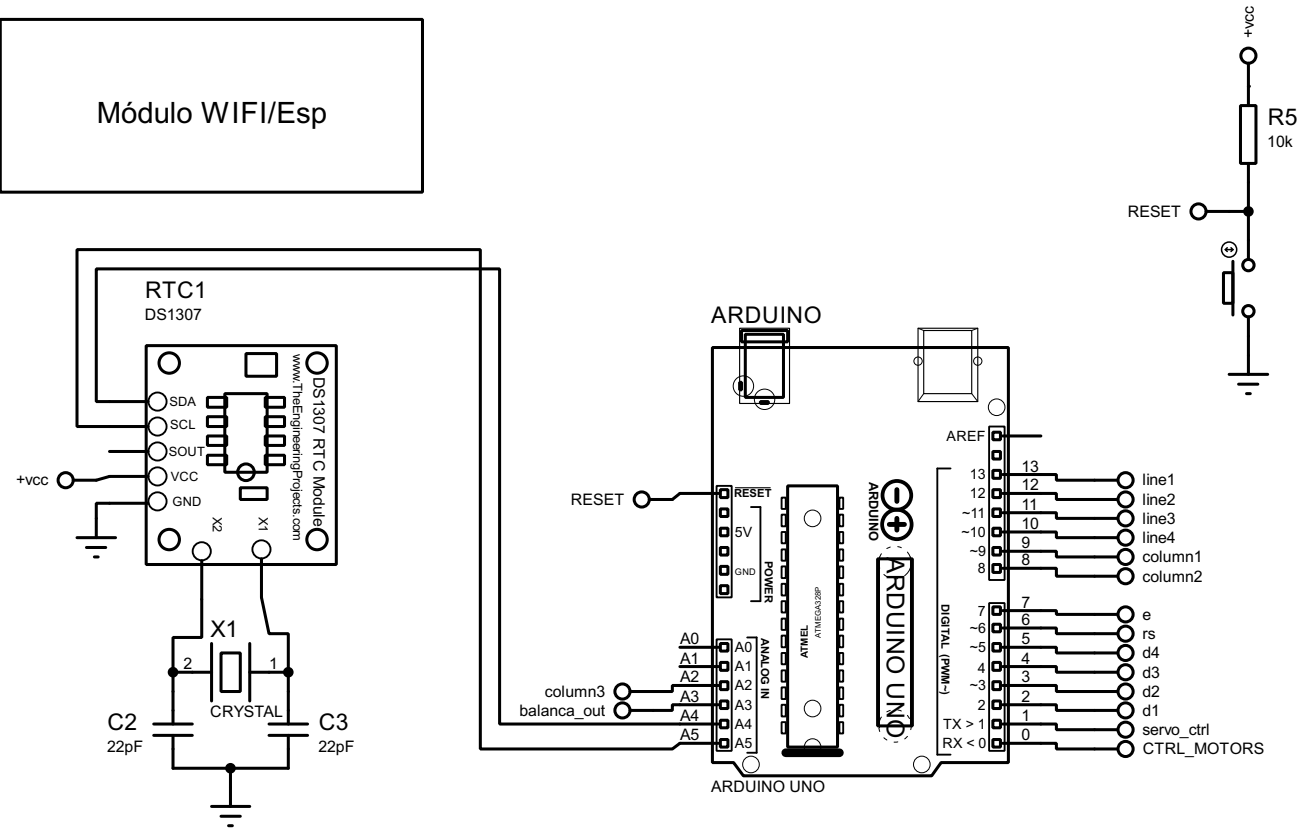 Módulo WIFI/Esp
+vcc
R5
10k
RESET
RTC1
DS1307
SDA
SCL
SOUT
VCC
GND
+vcc
X2
X1
DS1307 RTC Module
www.TheEngineeringProjects.com
X1
2
1
CRYSTAL
C2
22pF
C3
22pF
ARDUINO
RESET
RESET
5V
GND
POWER
A0
A0
A1
A1
A2
A2
A3
A3
A4
A4
A5
A5
ANALOG IN
column3
balanca_out
ATMEL
ATMEGA328P
ARDUINO
ARDUINO UNO
DIGITAL (PWM~)
AREF
13 13 line1
12 12 line2
~11 11 line3
~10 10 line4
~9 9 column1
8 8 column2
7 7 e
~6 6 rs
~5 5 d4
4 4 d3
~3 3 d2
2 2 d1
TX > 1 1 servo_ctrl
RX < 0 0 CTRL_MOTORS
ARDUINO UNO